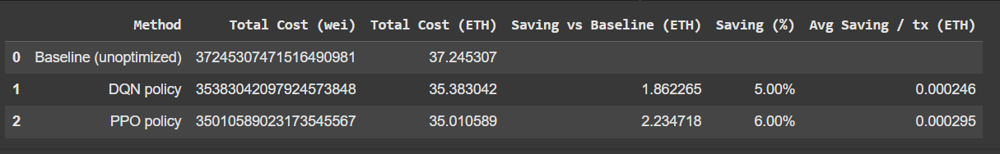 Method Total Cost (wei) Total Cost (ETH) Saving vs Baseline (ETH) Saving (%) Avg Saving / tx (ETH)
0 Baseline (unoptimized) 37245307471516490981 37.245307
1 DQN policy 35383042097924573848 35.383042 1.862265 5.00% 0.000246
2 PPO policy 35010589023173545567 35.010589 2.234718 6.00% 0.000295